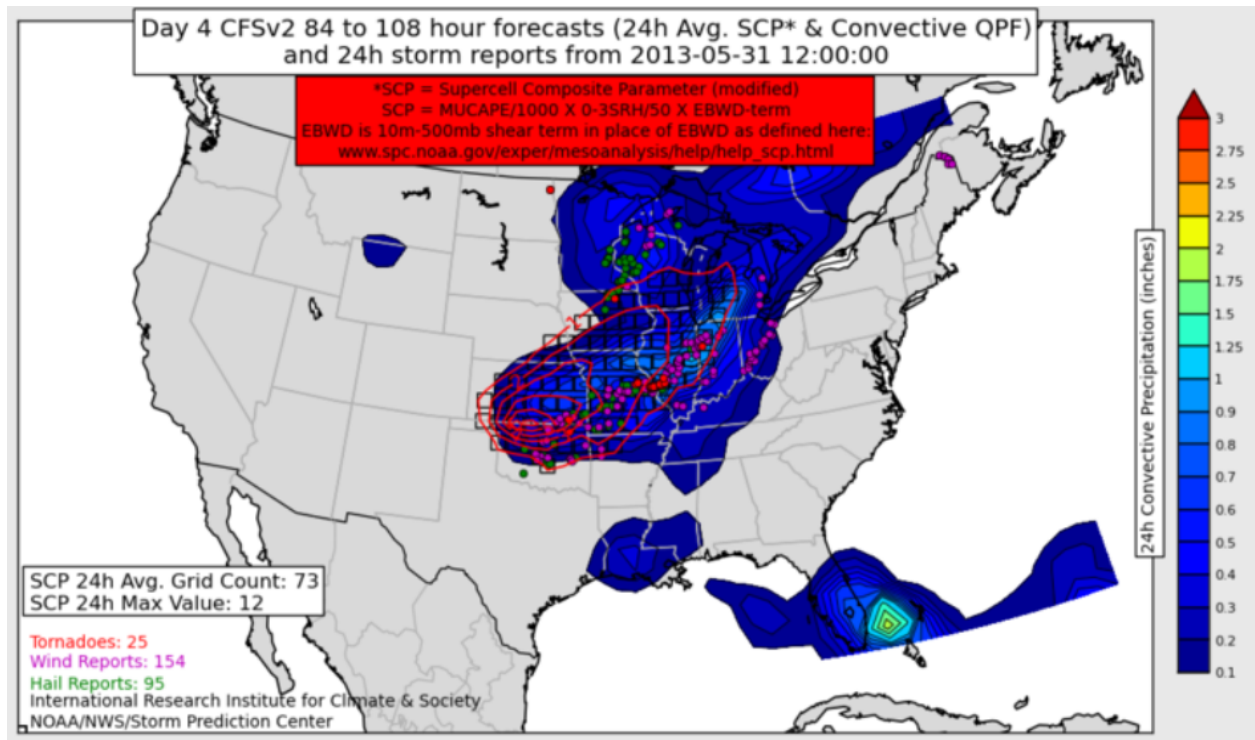 Day 4 CFSv2 84 to 108 hour forecasts (24h Avg. SCP* & Convective QPF)
and 24h storm reports from 2013-05-31 12:00:00
*SCP = Supercell Composite Parameter (modified)
SCP = MUCAPE/1000 X 0-3SRH/50 X EBWD-term
EBWD is 10m-500mb shear term in place of EBWD as defined here:
www.spc.noaa.gov/exper/mesoanalysis/help/help_scp.html
3
2.75
2.5
2.25
2
1.75
1.5
1.25
1
0.9
0.8
0.7
0.6
0.5
0.4
0.3
0.2
0.1
24h Convective Precipitation (inches)
SCP 24h Avg. Grid Count: 73
SCP 24h Max Value: 12
Tornadoes: 25
Wind Reports: 154
Hail Reports: 95
International Research Institute for Climate & Society
NOAA/NWS/Storm Prediction Center